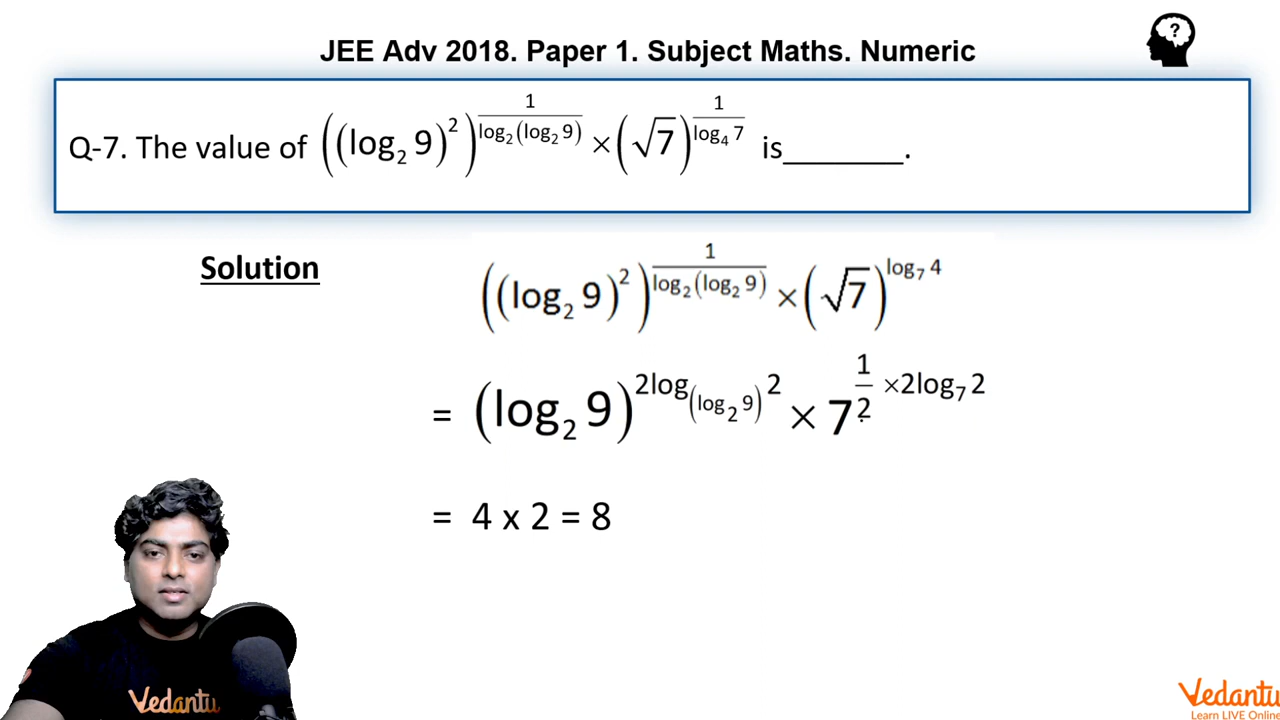 JEE Adv 2018. Paper 1. Subject Maths. Numeric
?
Q-7. The value of ((log₂ 9)²)^(1/(log₂(log₂ 9))) × (√7)^(1/(log₄ 7)) is_______.
Solution
((log₂ 9)²)^(1/(log₂(log₂ 9))) × (√7)^(log₇ 4)
= (log₂ 9)^(2log_(log₂ 9) 2) × 7^(1/2 × 2log₇ 2)
= 4 x 2 = 8
Vedantu
Vedantu
Learn LIVE Online